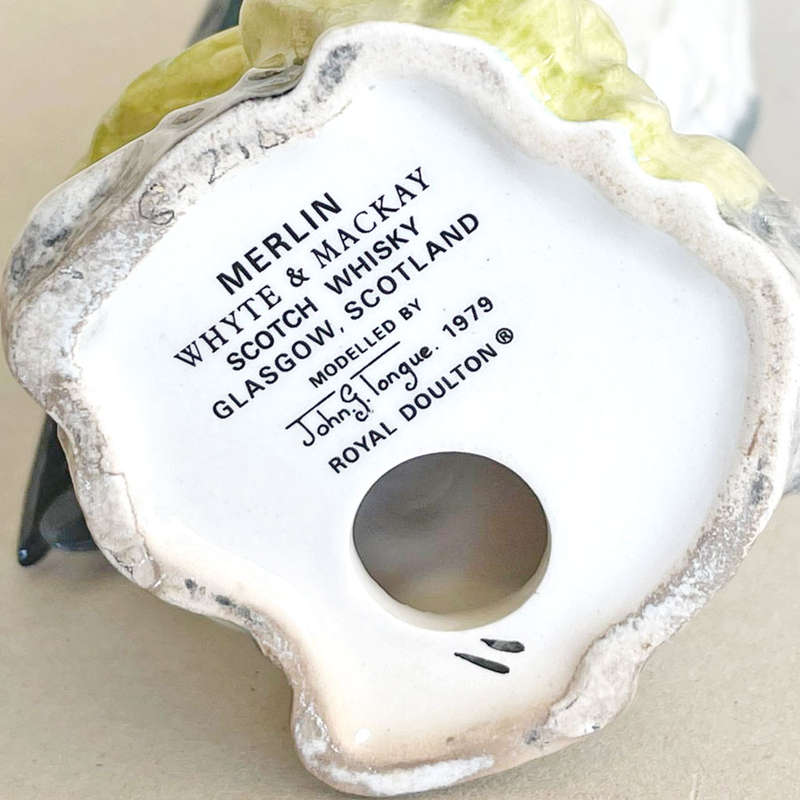 MERLIN
WHYTE & MACKAY
SCOTCH WHISKY
GLASGOW, SCOTLAND
MODELLED BY
John G. Tongue. 1979
ROYAL DOULTON ®